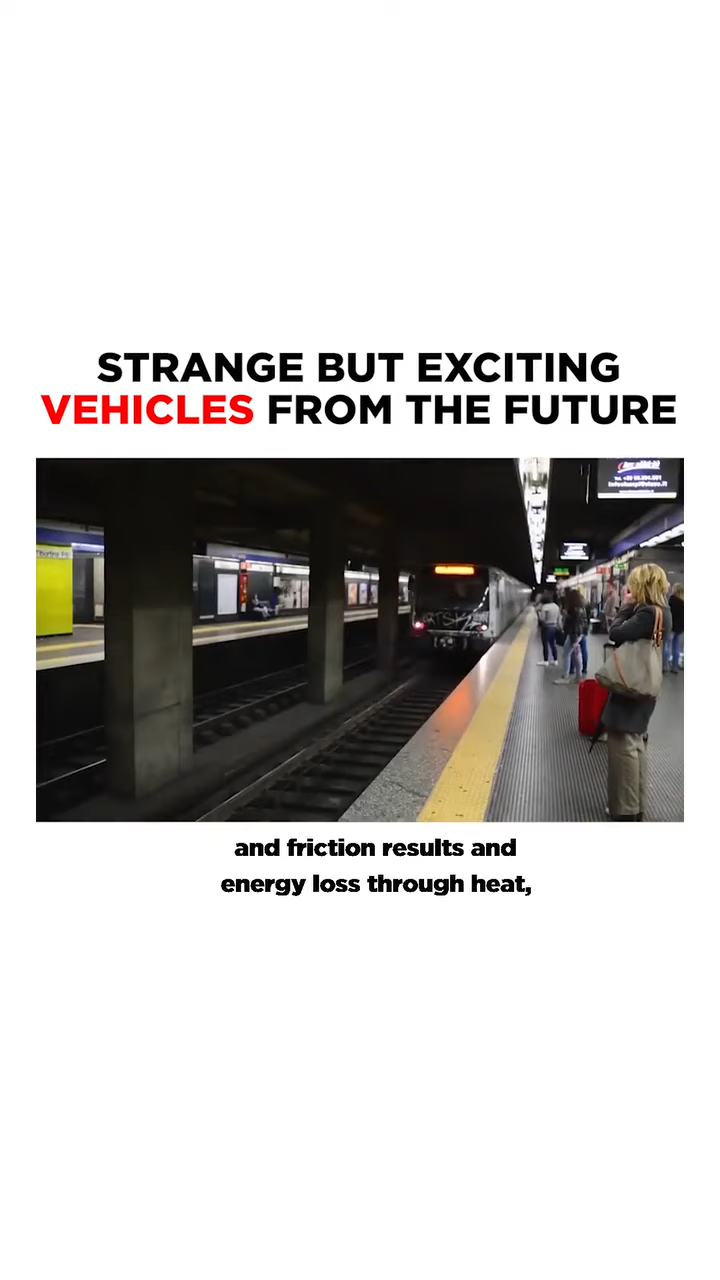 STRANGE BUT EXCITING
VEHICLES FROM THE FUTURE
and friction results and
energy loss through heat,